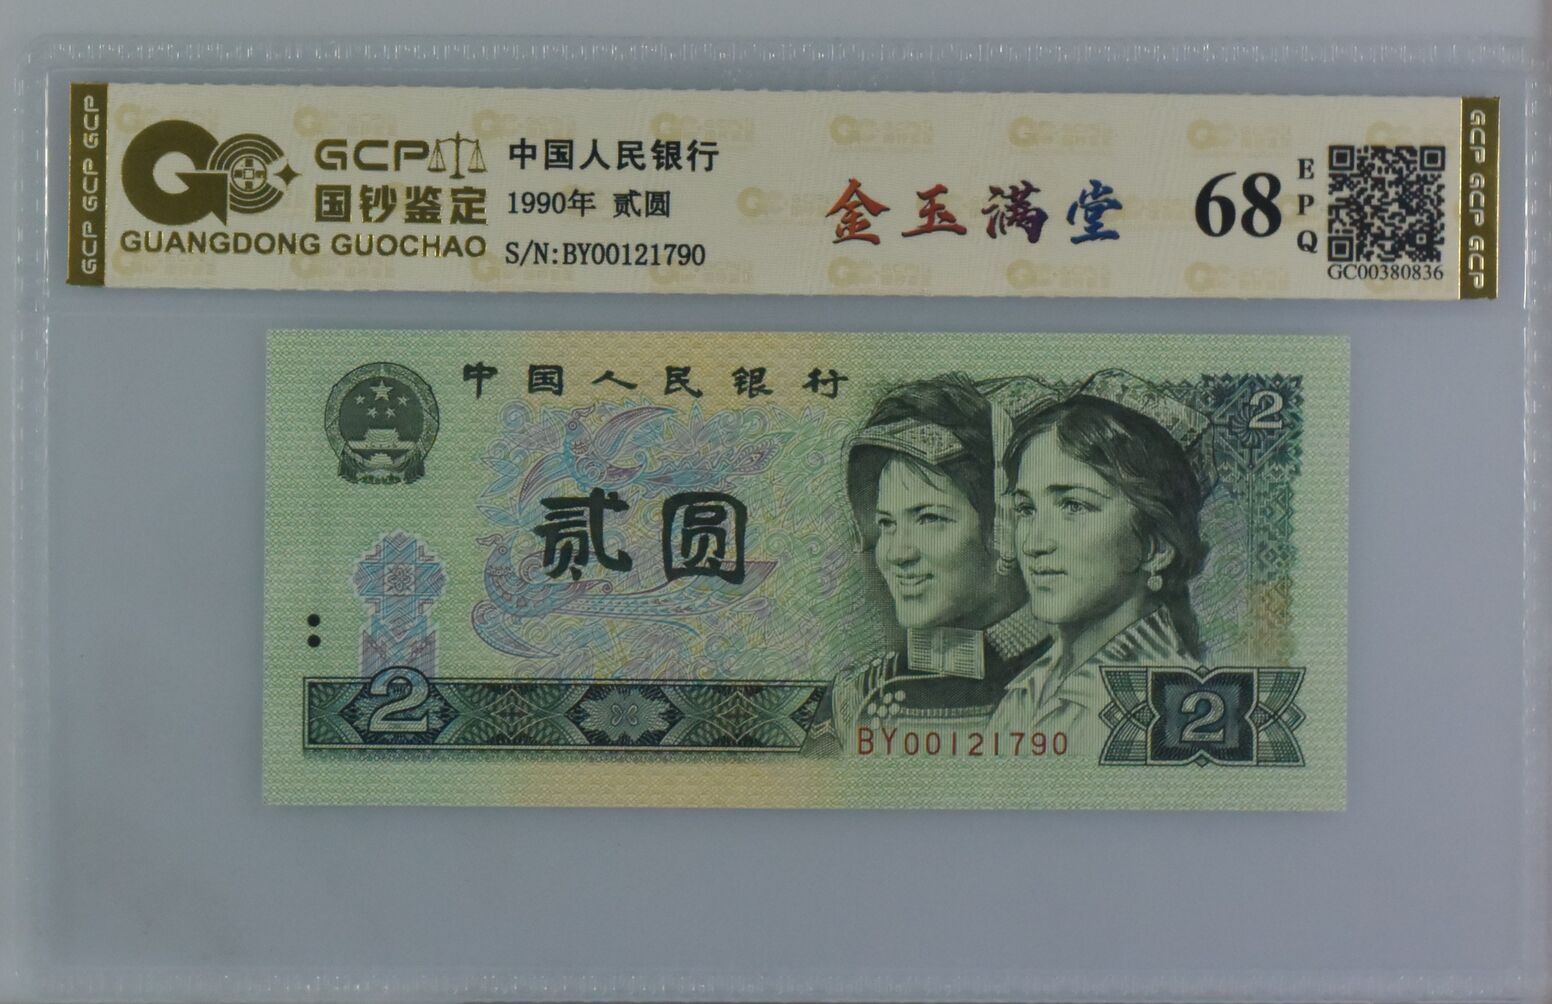 GCP GCP GCP
GCP
国钞鉴定
GUANGDONG GUOCHAO
中国人民银行
1990年 贰圆
S/N:BY00121790
金玉满堂
68
EPQ
GC00380836
GCP GCP GCP
中国人民银行
2
贰圆
2
BY00121790
2